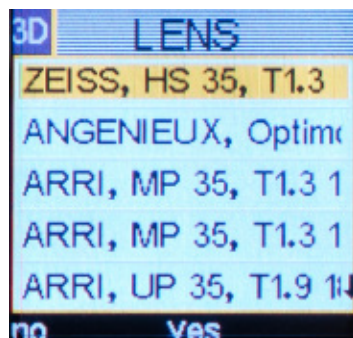 3D LENS
ZEISS, HS 35, T1.3
ANGENIEUX, Optimo
ARRI, MP 35, T1.3 1
ARRI, MP 35, T1.3 1
ARRI, UP 35, T1.9 1
no yes